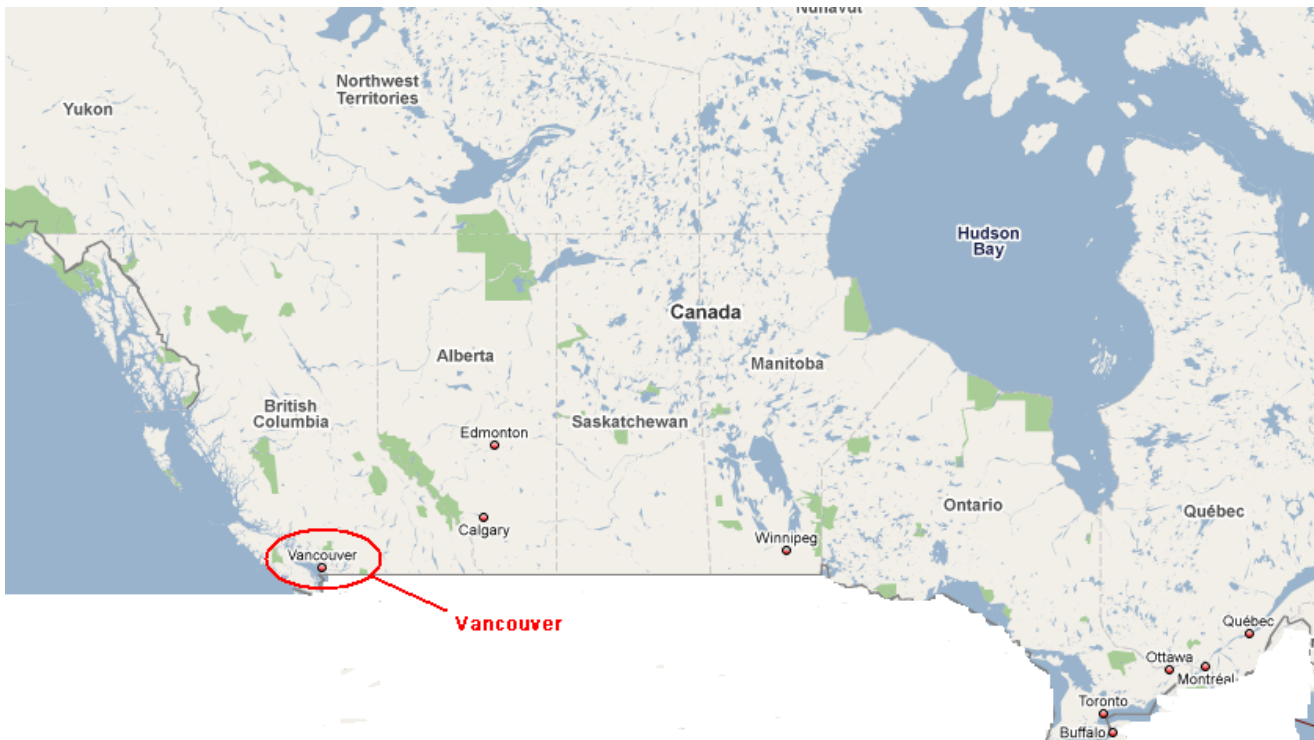 Nunavut
Northwest
Territories
Yukon
Hudson
Bay
Canada
Alberta
Manitoba
British
Columbia
Saskatchewan
Edmonton
Ontario
Québec
Calgary
Winnipeg
Vancouver
Vancouver
Québec
Ottawa
Montréal
Toronto
Buffalo